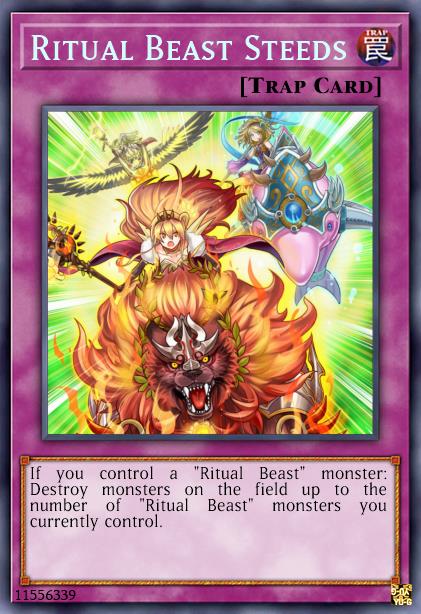 Ritual Beast Steeds
TRAP
罠
[Trap Card]
If you control a "Ritual Beast" monster:
Destroy monsters on the field up to the
number of "Ritual Beast" monsters you
currently control.
11556339